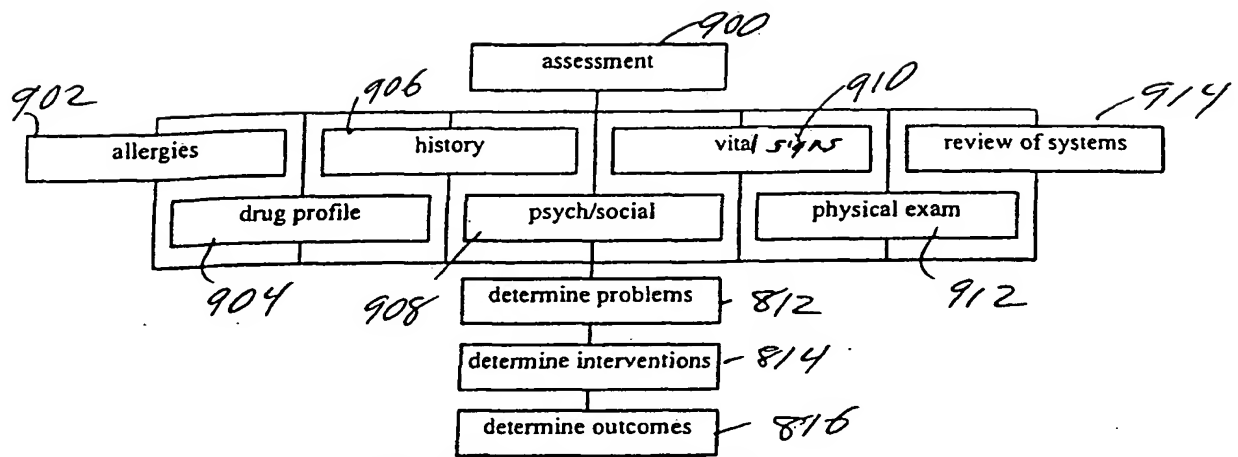 900
assessment
902
906
910
914
allergies
history
vital signs
review of systems
drug profile
psych/social
physical exam
904
908
912
determine problems
812
determine interventions
814
determine outcomes
816